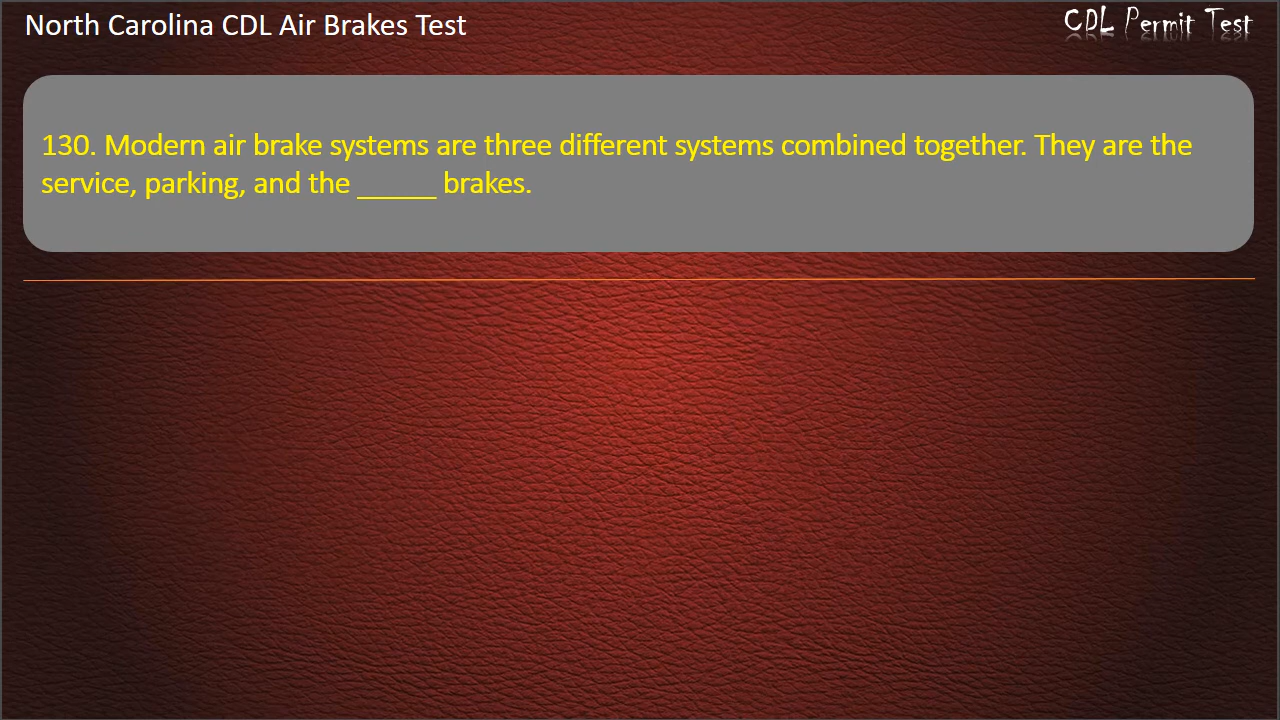 North Carolina CDL Air Brakes Test
CDL Permit Test
130. Modern air brake systems are three different systems combined together. They are the
service, parking, and the _____ brakes.